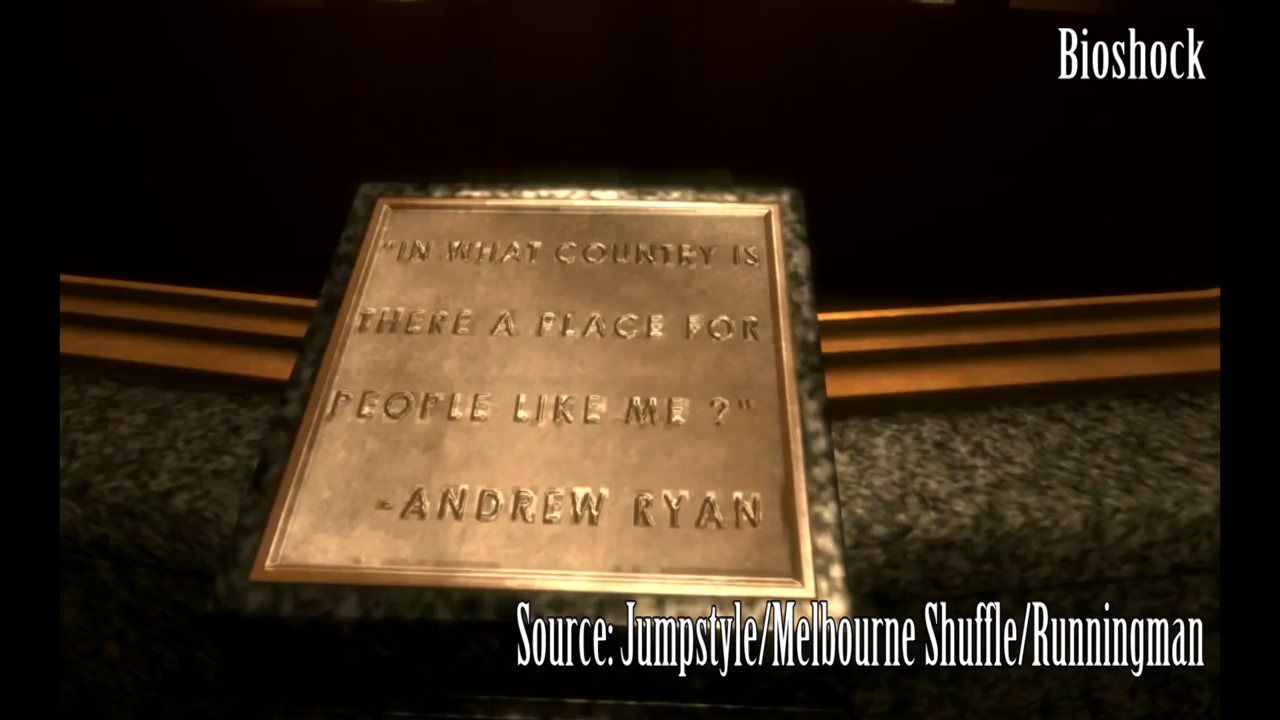 Bioshock
"IN WHAT COUNTRY IS
THERE A PLACE FOR
PEOPLE LIKE ME ?"
-ANDREW RYAN
Source: Jumpstyle/Melbourne Shuffle/Runningman